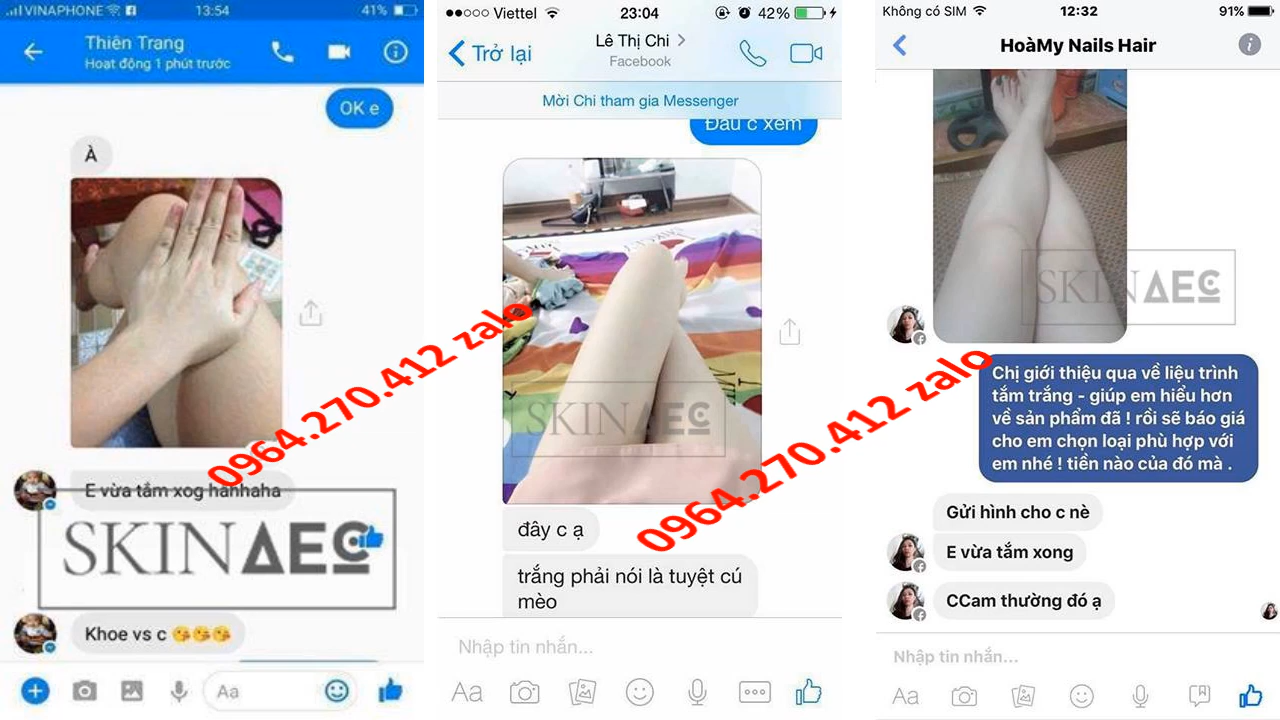 VINAPHONE
13:54
41%
Thiên Trang
Hoạt động 1 phút trước
OK e
À
E vừa tắm xog hahhaha
SKINAEC
Khoe vs c 😘😘😘
Aa
Viettel
23:04
42%
Trở lại
Lê Thị Chi
Facebook
Mời Chi tham gia Messenger
Đâu c xem
SKINAEC
đây c ạ
trắng phải nói là tuyệt cú
mèo
Nhập tin nhắn...
Aa
Không có SIM
12:32
91%
HoàMy Nails Hair
SKINAEC
Chị giới thiệu qua về liệu trình
tắm trắng - giúp em hiểu hơn
về sản phẩm đã ! rồi sẽ báo giá
cho em chọn loại phù hợp với
em nhé ! tiền nào của đó mà .
Gửi hình cho c nè
E vừa tắm xong
CCam thường đó ạ
Nhập tin nhắn...
Aa
0964.270.412 zalo
0964.270.412 zalo